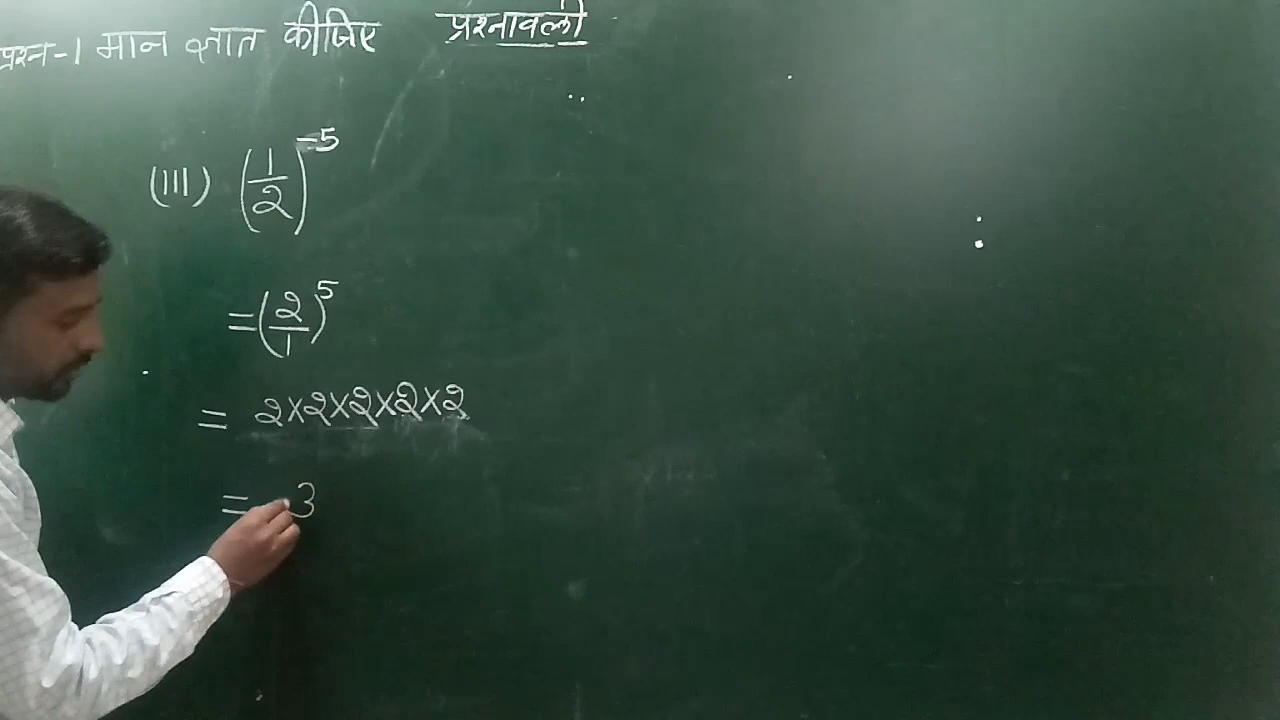 प्रश्न-1 मान ज्ञात कीजिए प्रश्नावली
(III) (1/2)^-5
= (2/1)^5
= 2×2×2×2×2
= 3